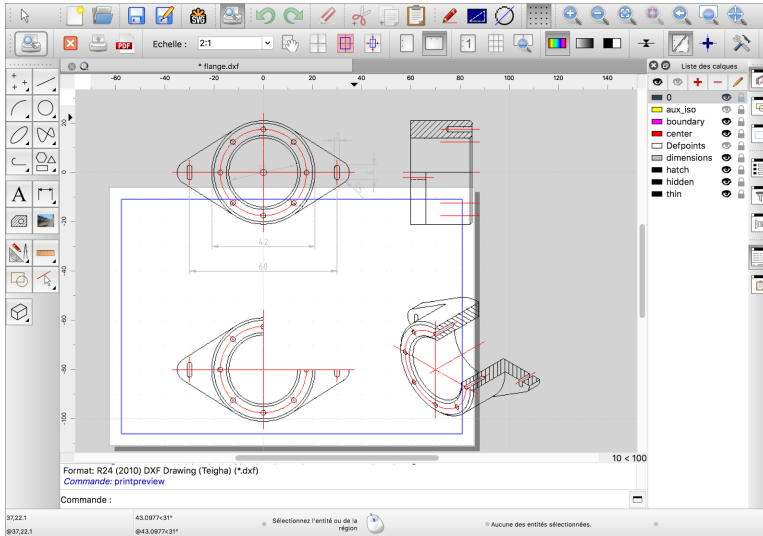 SVG
PDF
Echelle : 2:1
1
* flange.dxf
Liste des calques
-60 -40 -20 0 20 40 60 80 100 120 140
20
0
-20
-40
-60
-80
-100
42
60
0
aux_iso
boundary
center
Defpoints
dimensions
hatch
hidden
thin
A
10 < 100
Format: R24 (2010) DXF Drawing (Teigha) (*.dxf)
Commande: printpreview
Commande :
37,22.1
@37,22.1
43.0977<31°
@43.0977<31°
Sélectionnez l'entité ou de la
région
Aucune des entités sélectionnées.